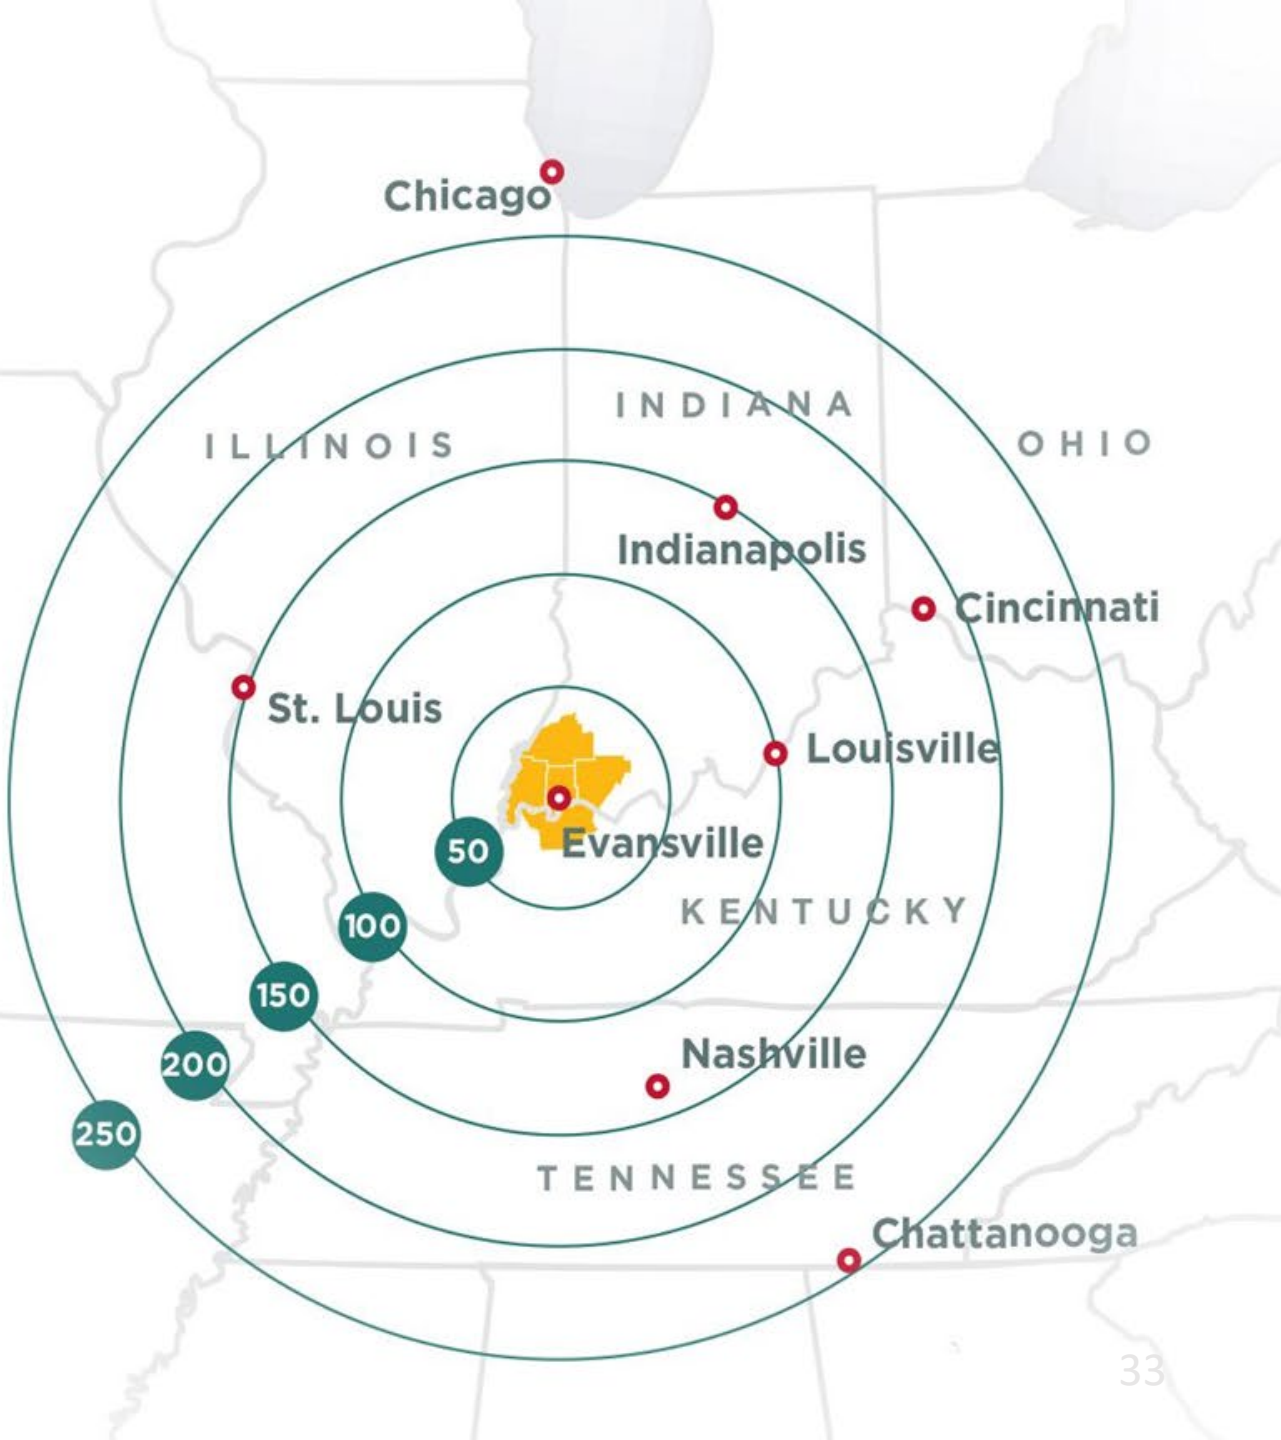 Chicago
INDIANA
ILLINOIS
OHIO
Indianapolis
Cincinnati
St. Louis
Louisville
Evansville
50
KENTUCKY
100
150
Nashville
200
250
TENNESSEE
Chattanooga
33